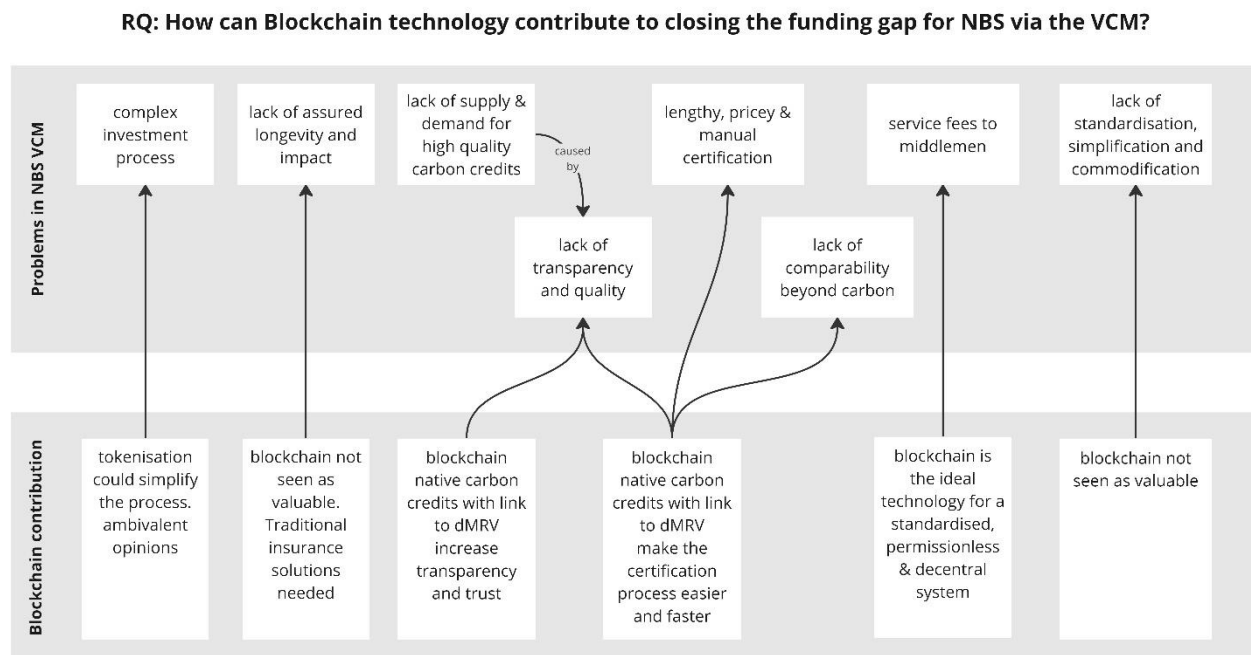 RQ: How can Blockchain technology contribute to closing the funding gap for NBS via the VCM?
Problems in NBS VCM
complex
investment
process
lack of assured
longevity and
impact
lack of supply &
demand for
high quality
carbon credits
caused
by
lengthy, pricey &
manual
certification
service fees to
middlemen
lack of
standardisation,
simplification and
commodification
lack of
transparency
and quality
lack of
comparability
beyond carbon
Blockchain contribution
tokenisation
could simplify
the process.
ambivalent
opinions
blockchain not
seen as
valuable.
Traditional
insurance
solutions
needed
blockchain
native carbon
credits with link
to dMRV
increase
transparency
and trust
blockchain
native carbon
credits with link
to dMRV
make the
certification
process easier
and faster
blockchain is
the ideal
technology for a
standardised,
permissionless
& decentral
system
blockchain not
seen as valuable